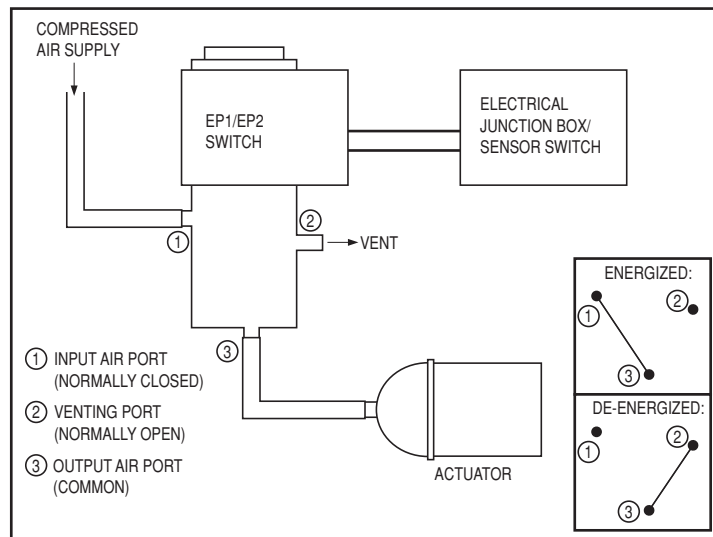 COMPRESSED
AIR SUPPLY
EP1/EP2
SWITCH
ELECTRICAL
JUNCTION BOX/
SENSOR SWITCH
1
2
VENT
3
1 INPUT AIR PORT
(NORMALLY CLOSED)
2 VENTING PORT
(NORMALLY OPEN)
3 OUTPUT AIR PORT
(COMMON)
ACTUATOR
ENERGIZED:
1
2
3
DE-ENERGIZED:
1
2
3